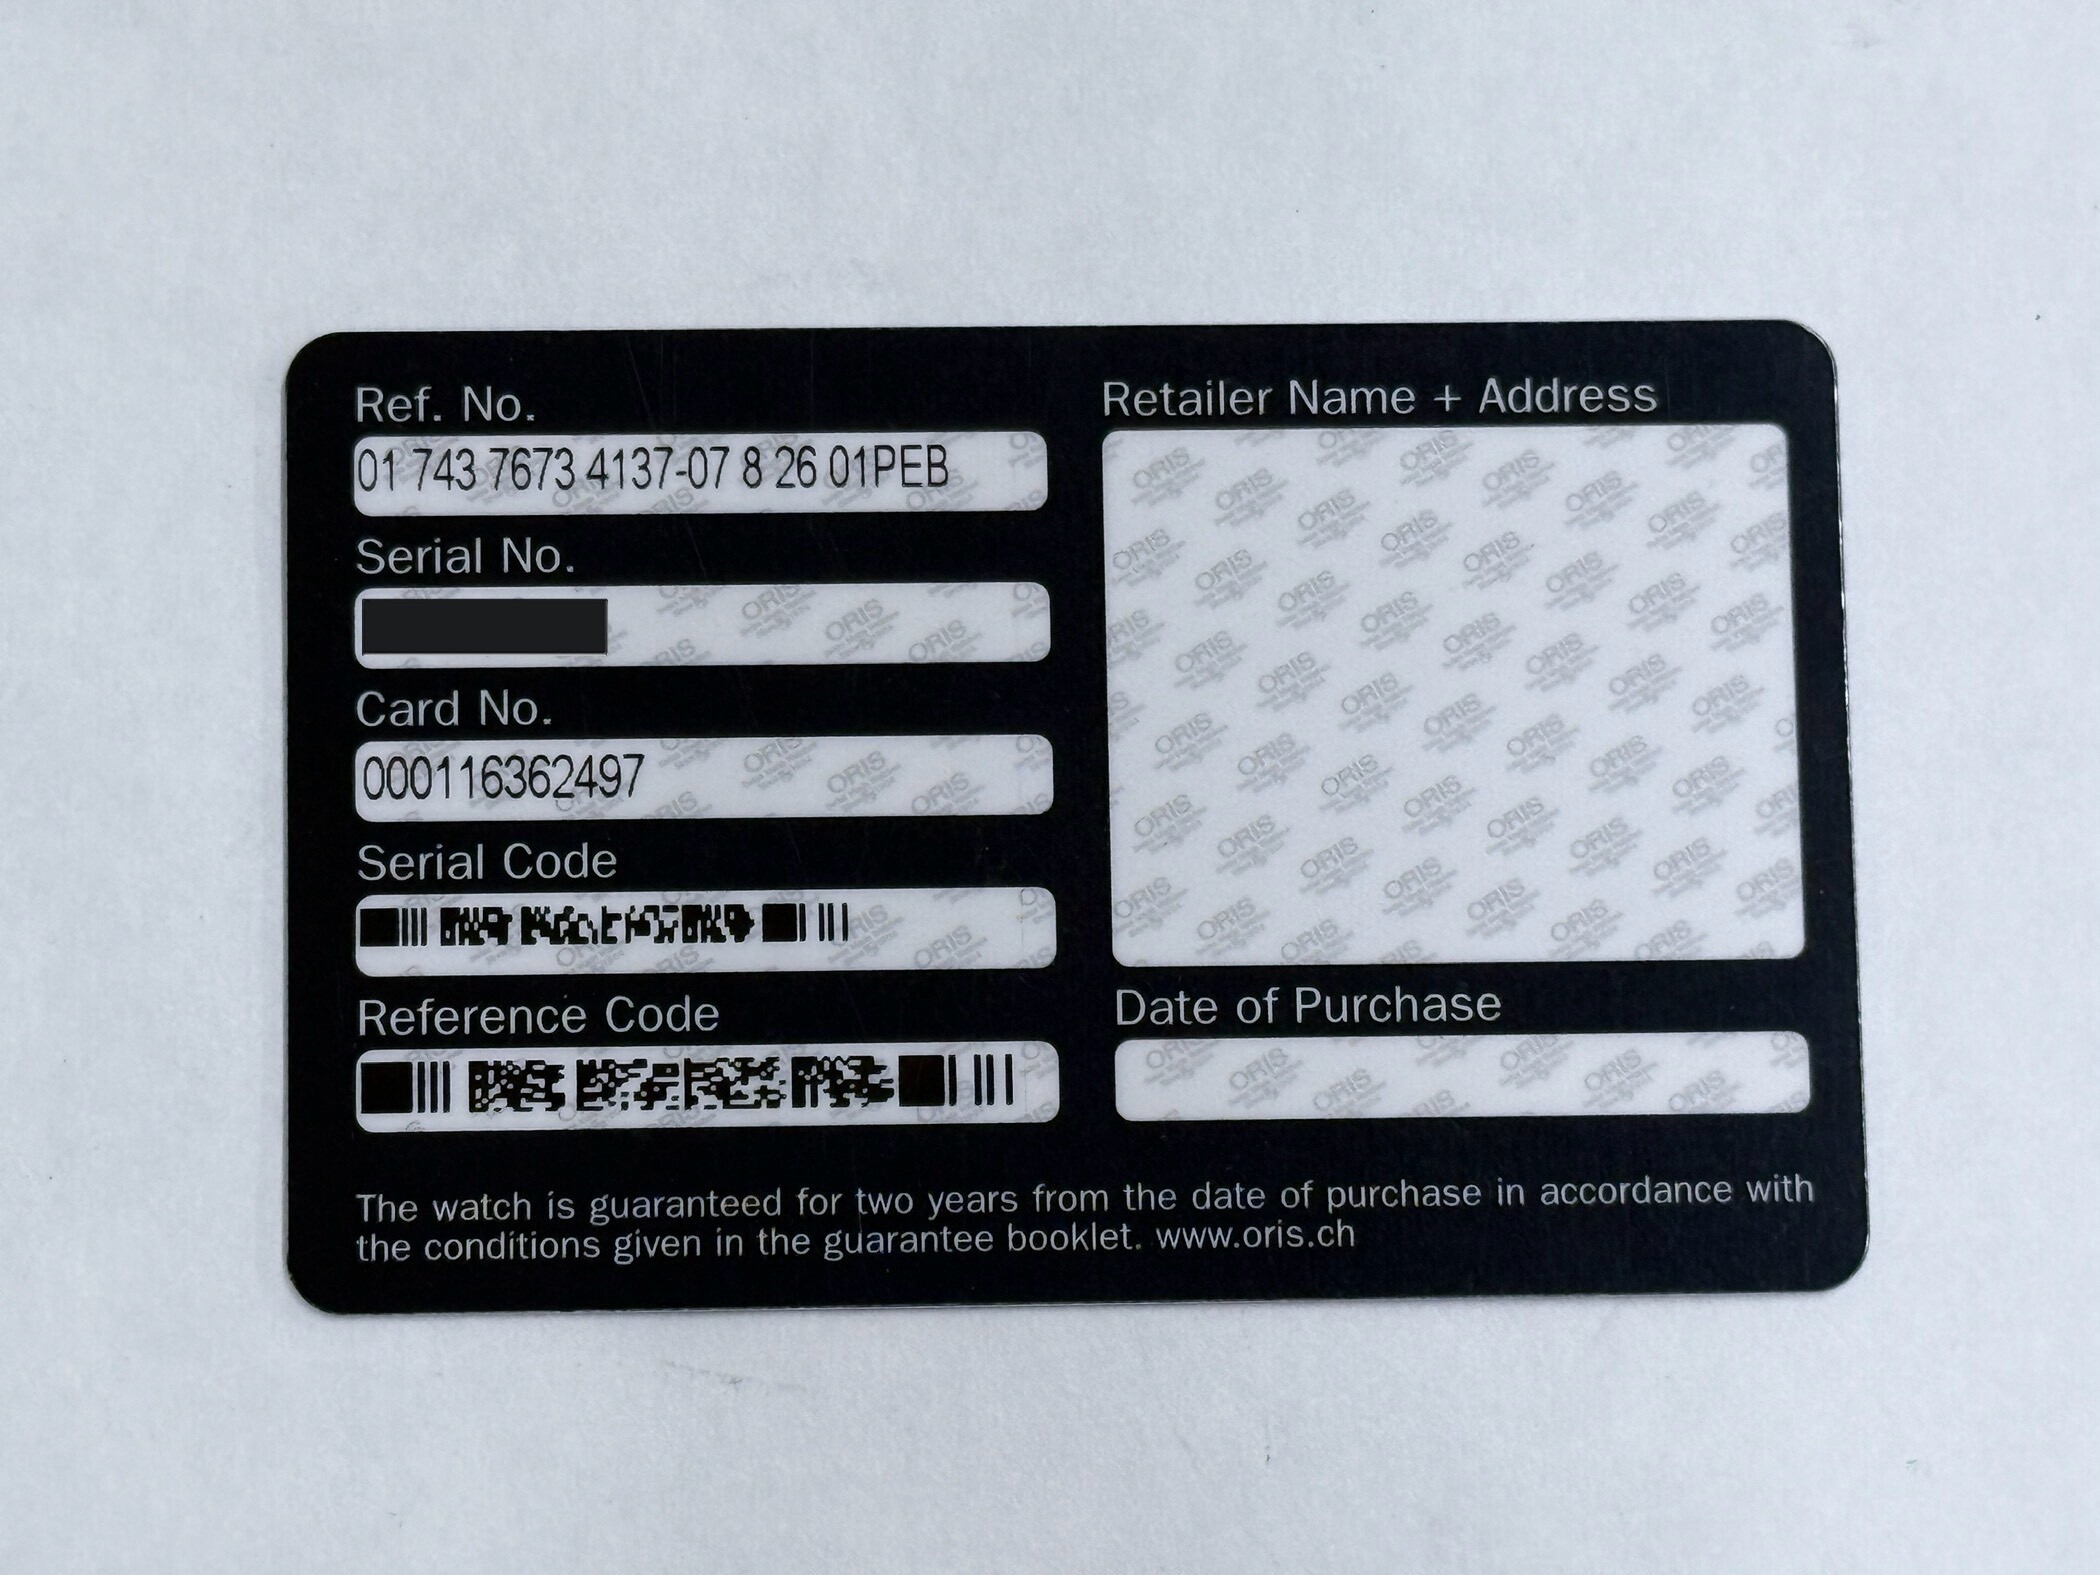 Ref. No.
01 743 7673 4137-07 8 26 01PEB
Serial No.
Card No.
000116362497
Serial Code
Reference Code
Retailer Name + Address
Date of Purchase
The watch is guaranteed for two years from the date of purchase in accordance with
the conditions given in the guarantee booklet. www.oris.ch